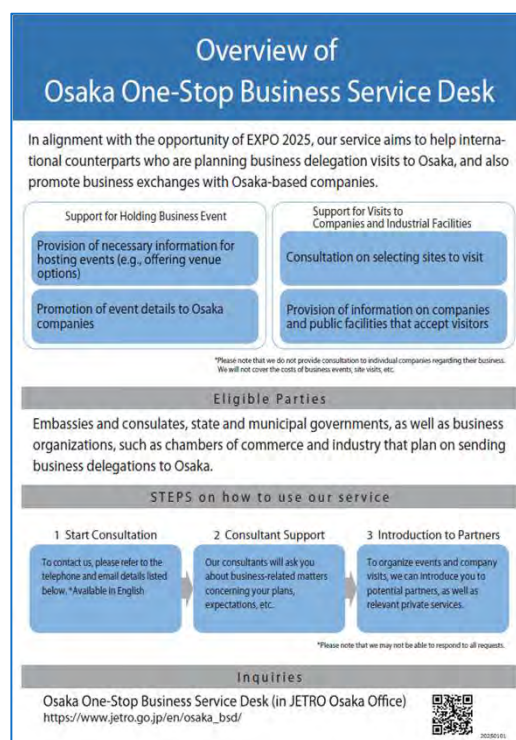 Overview of
Osaka One-Stop Business Service Desk
In alignment with the opportunity of EXPO 2025, our service aims to help interna-
tional counterparts who are planning business delegation visits to Osaka, and also
promote business exchanges with Osaka-based companies.
Support for Holding Business Event
Provision of necessary information for
hosting events (e.g., offering venue
options)
Promotion of event details to Osaka
companies
Support for Visits to
Companies and Industrial Facilities
Consultation on selecting sites to visit
Provision of information on companies
and public facilities that accept visitors
*Please note that we do not provide consultation to individual companies regarding their business.
We will not cover the costs of business events, site visits, etc.
Eligible Parties
Embassies and consulates, state and municipal governments, as well as business
organizations, such as chambers of commerce and industry that plan on sending
business delegations to Osaka.
STEPS on how to use our service
1 Start Consultation
To contact us, please refer to the
telephone and email details listed
below. *Available in English
2 Consultant Support
Our consultants will ask you
about business-related matters
concerning your plans,
expectations, etc.
3 Introduction to Partners
To organize events and company
visits, we can introduce you to
potential partners, as well as
relevant private services.
*Please note that we may not be able to respond to all requests.
Inquiries
Osaka One-Stop Business Service Desk (in JETRO Osaka Office)
https://www.jetro.go.jp/en/osaka_bsd/